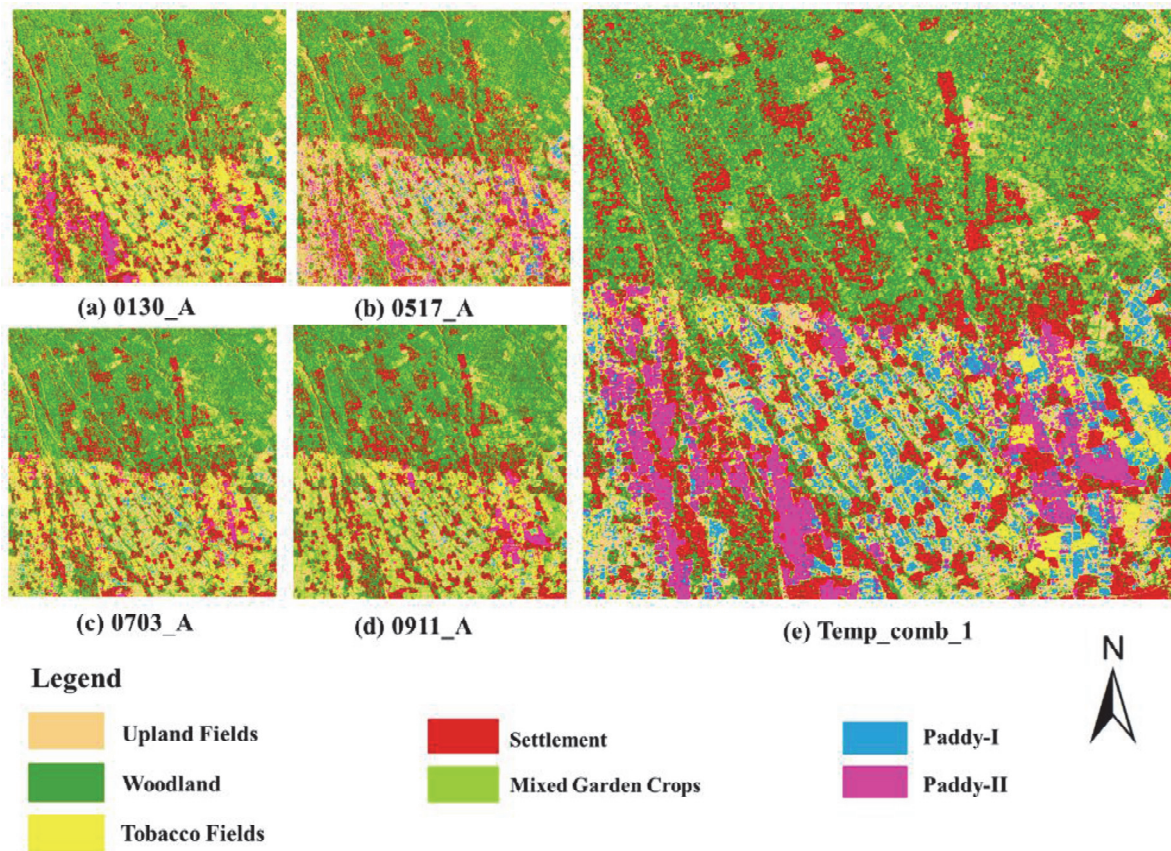 (a) 0130_A
(b) 0517_A
(c) 0703_A
(d) 0911_A
(e) Temp_comb_1
N
Legend
Upland Fields
Woodland
Tobacco Fields
Settlement
Mixed Garden Crops
Paddy-I
Paddy-II